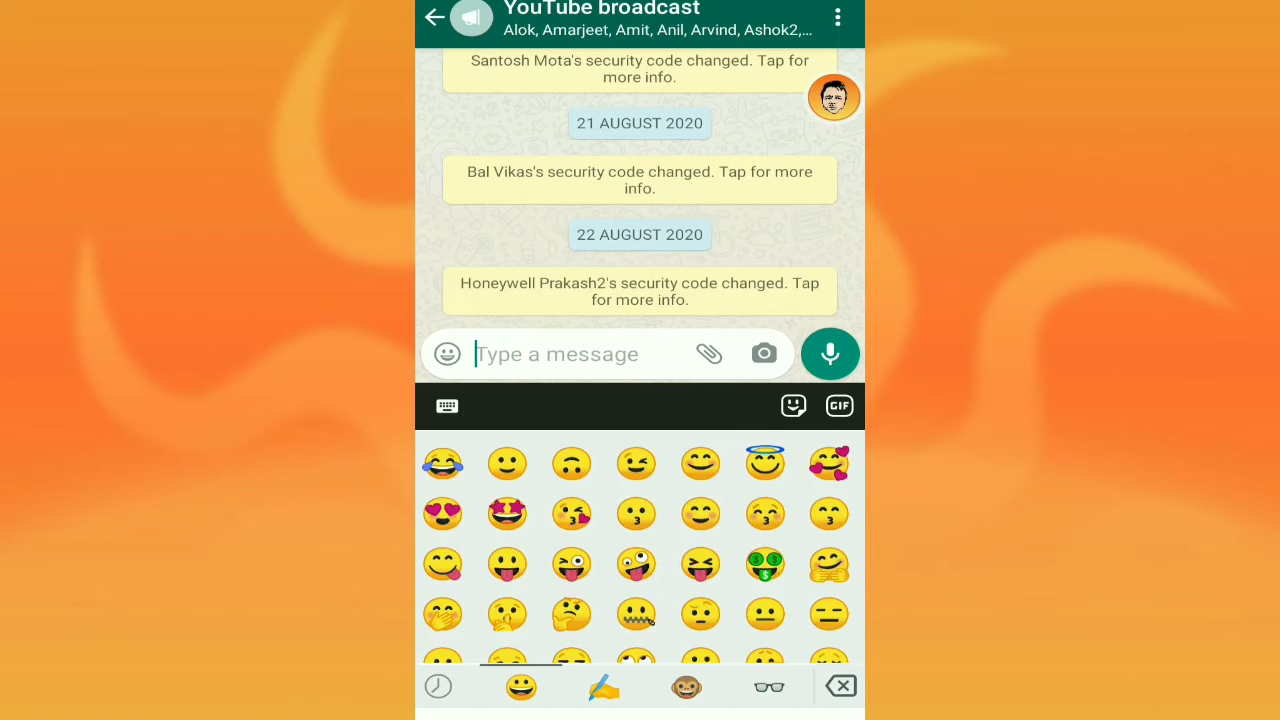 YouTube broadcast
Alok, Amarjeet, Amit, Anil, Arvind, Ashok2,...
Santosh Mota's security code changed. Tap for
more info.
21 AUGUST 2020
Bal Vikas's security code changed. Tap for more
info.
22 AUGUST 2020
Honeywell Prakash2's security code changed. Tap
for more info.
Type a message
GIF